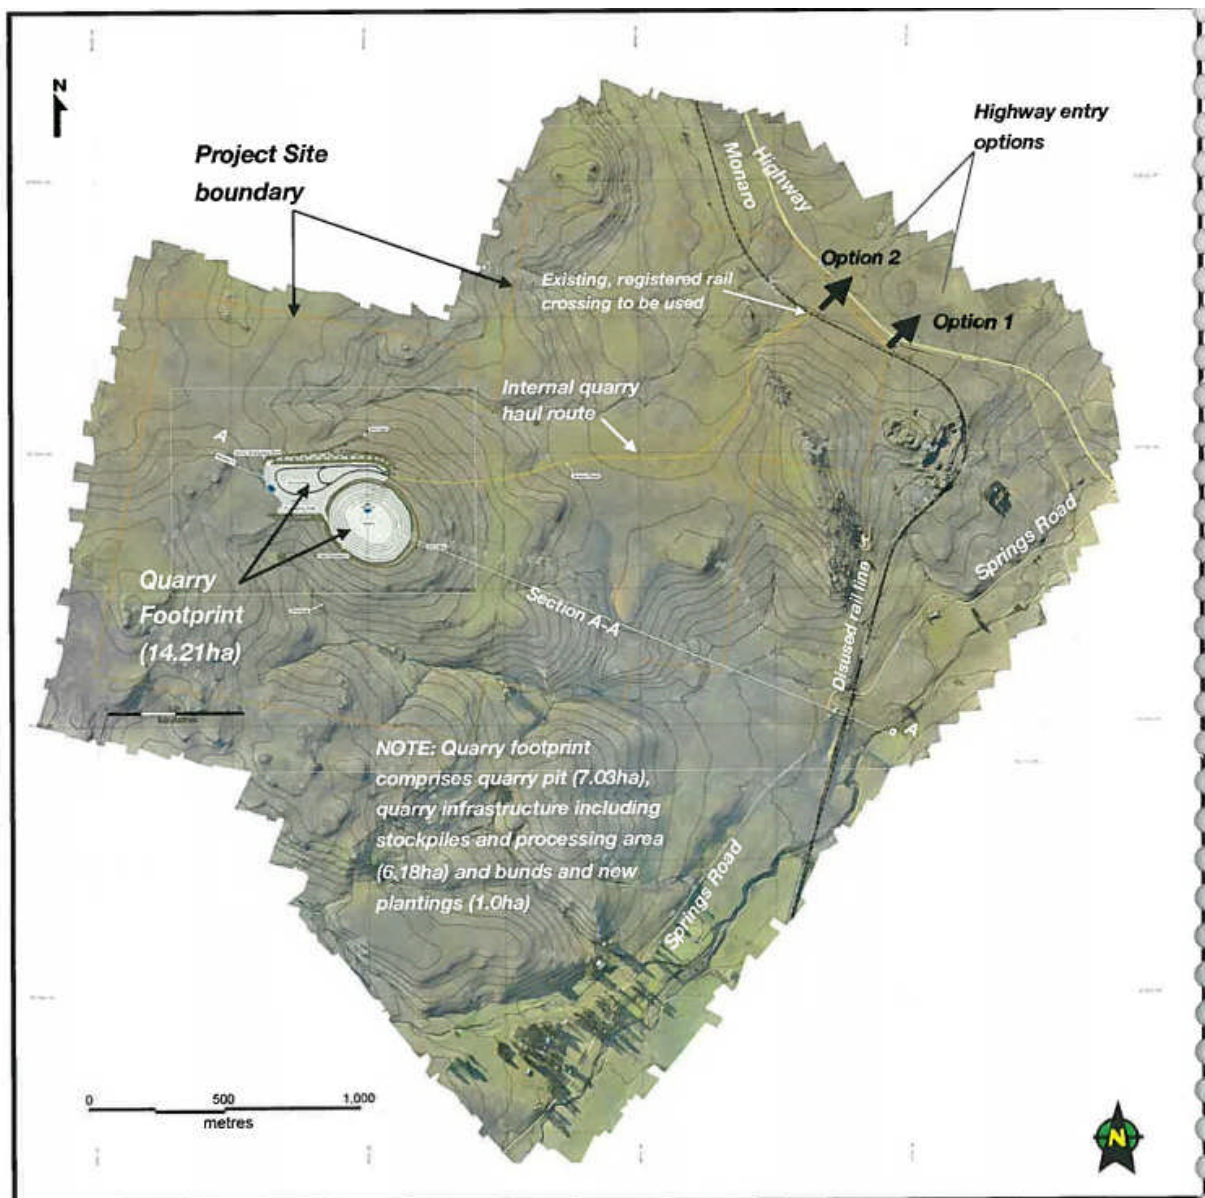 N
Highway entry
options
Project Site
boundary
Monaro
Highway
Option 2
Existing, registered rail
crossing to be used
Option 1
Internal quarry
haul route
A
Quarry
Footprint
(14.21ha)
Section A-A
Springs Road
Disused rail line
A
NOTE: Quarry footprint
comprises quarry pit (7.03ha),
quarry infrastructure including
stockpiles and processing area
(6.18ha) and bunds and new
plantings (1.0ha)
Springs Road
0 500 1,000
metres
N